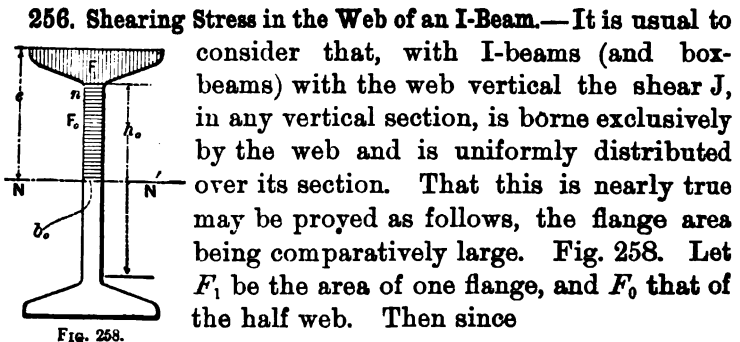 256. Shearing Stress in the Web of an I-Beam.—It is usual to
consider that, with I-beams (and box-
beams) with the web vertical the shear J,
in any vertical section, is borne exclusively
by the web and is uniformly distributed
over its section. That this is nearly true
may be proyed as follows, the flange area
being comparatively large. Fig. 258. Let
F₁ be the area of one flange, and F₀ that of
the half web. Then since
F
n
e
F₀
h₀
N
N'
b₀
FIG. 258.